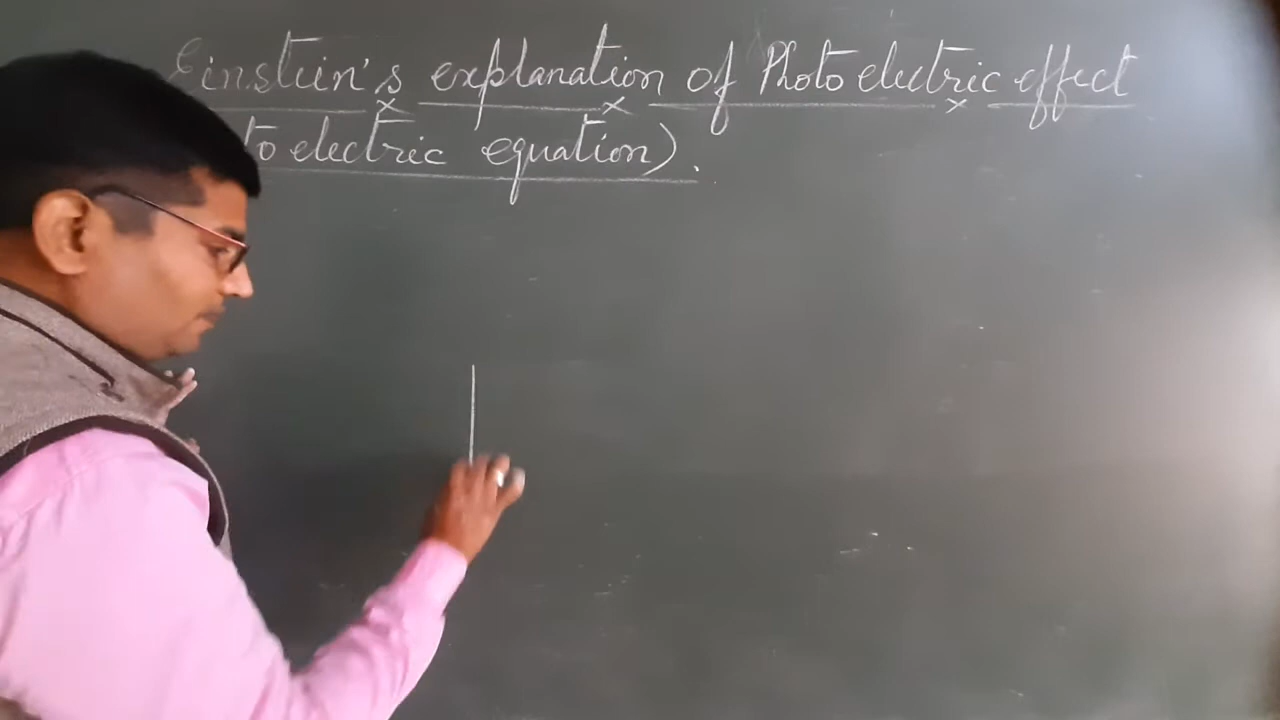 Einstein's explanation of Photo electric effect
to electric equation).